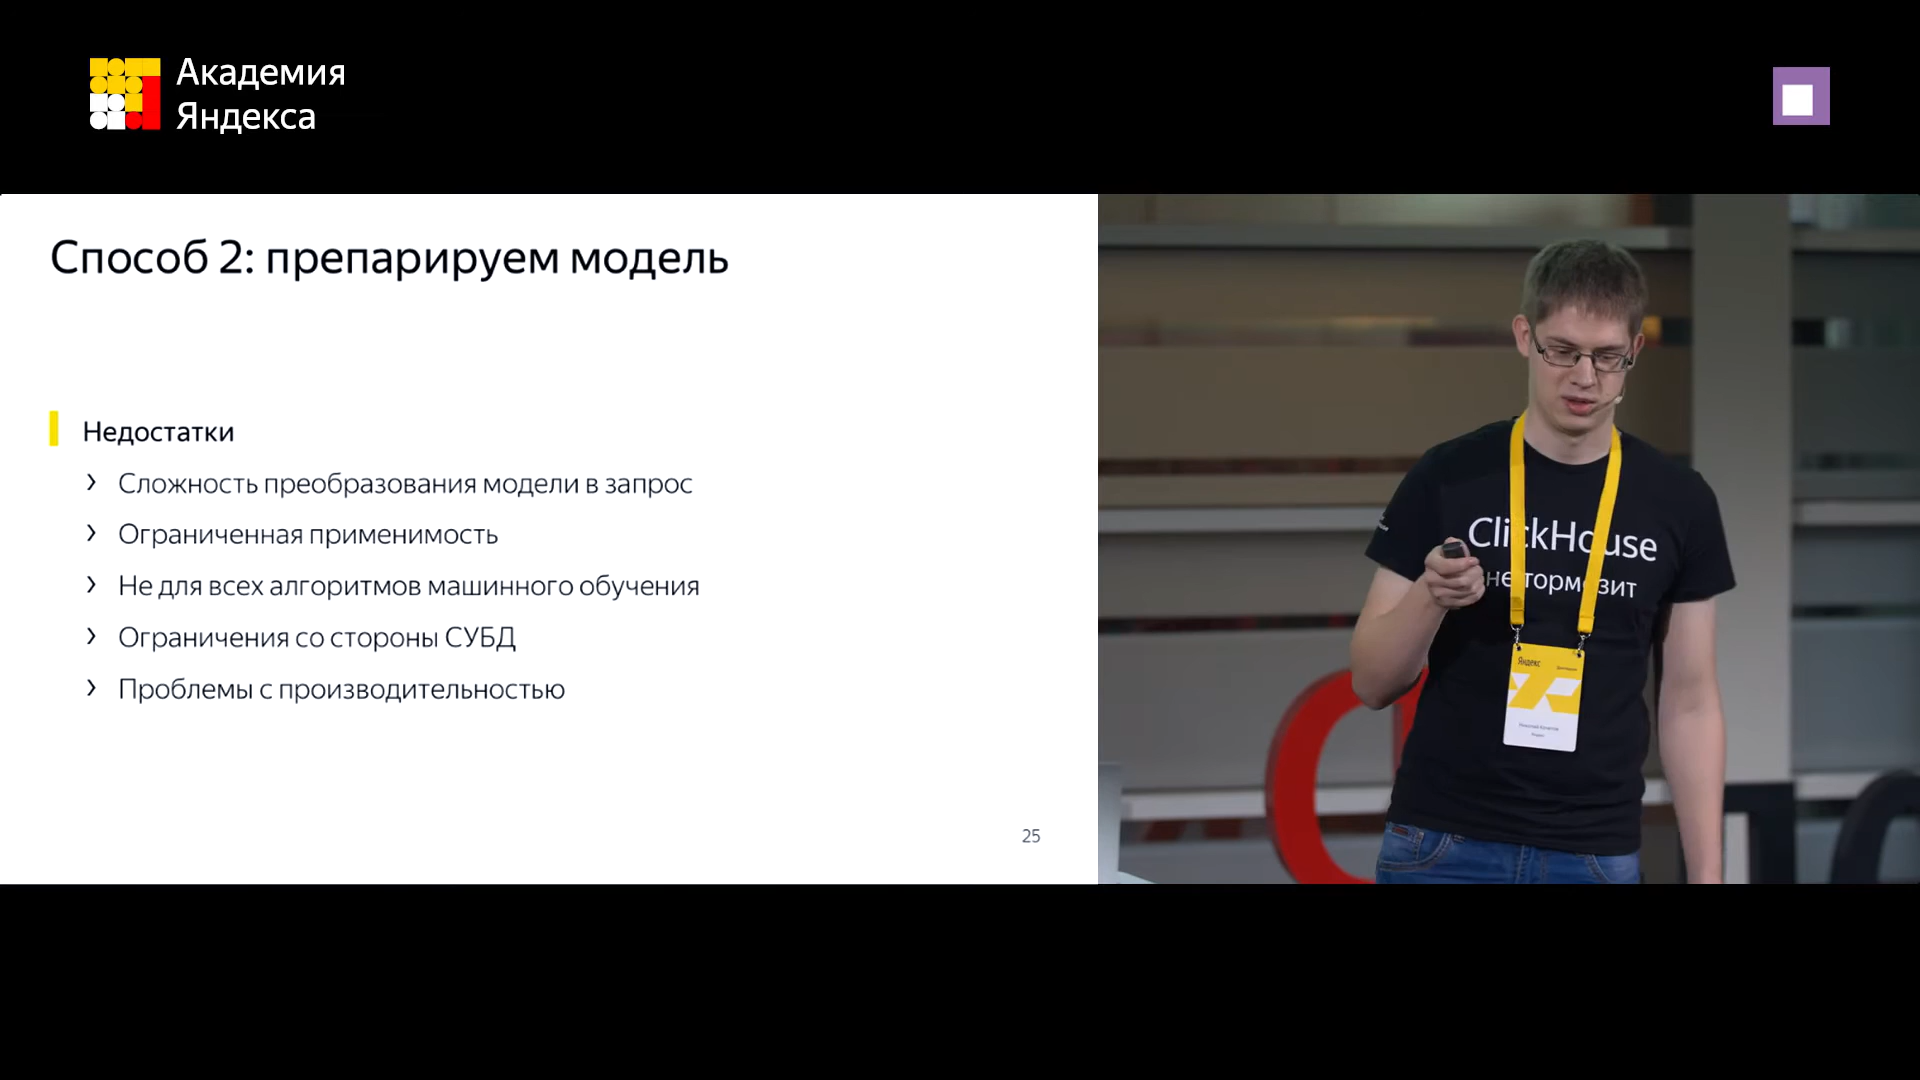 Академия
Яндекса
Способ 2: препарируем модель
Недостатки
Сложность преобразования модели в запрос
Ограниченная применимость
Не для всех алгоритмов машинного обучения
Ограничения со стороны СУБД
Проблемы с производительностью
25
ClickHouse
не тормозит
Яндекс